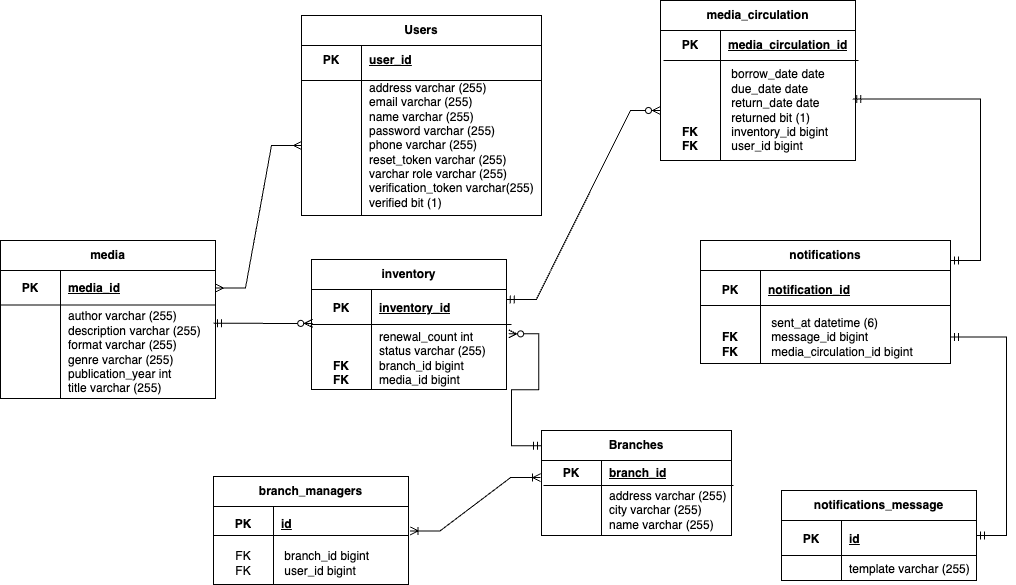 Users
PK user_id
address varchar (255)
email varchar (255)
name varchar (255)
password varchar (255)
phone varchar (255)
reset_token varchar (255)
varchar role varchar (255)
verification_token varchar(255)
verified bit (1)
media_circulation
PK media_circulation_id
borrow_date date
due_date date
return_date date
returned bit (1)
FK inventory_id bigint
FK user_id bigint
media
PK media_id
author varchar (255)
description varchar (255)
format varchar (255)
genre varchar (255)
publication_year int
title varchar (255)
inventory
PK inventory_id
renewal_count int
status varchar (255)
FK branch_id bigint
FK media_id bigint
notifications
PK notification_id
sent_at datetime (6)
FK message_id bigint
FK media_circulation_id bigint
Branches
PK branch_id
address varchar (255)
city varchar (255)
name varchar (255)
branch_managers
PK id
FK branch_id bigint
FK user_id bigint
notifications_message
PK id
template varchar (255)